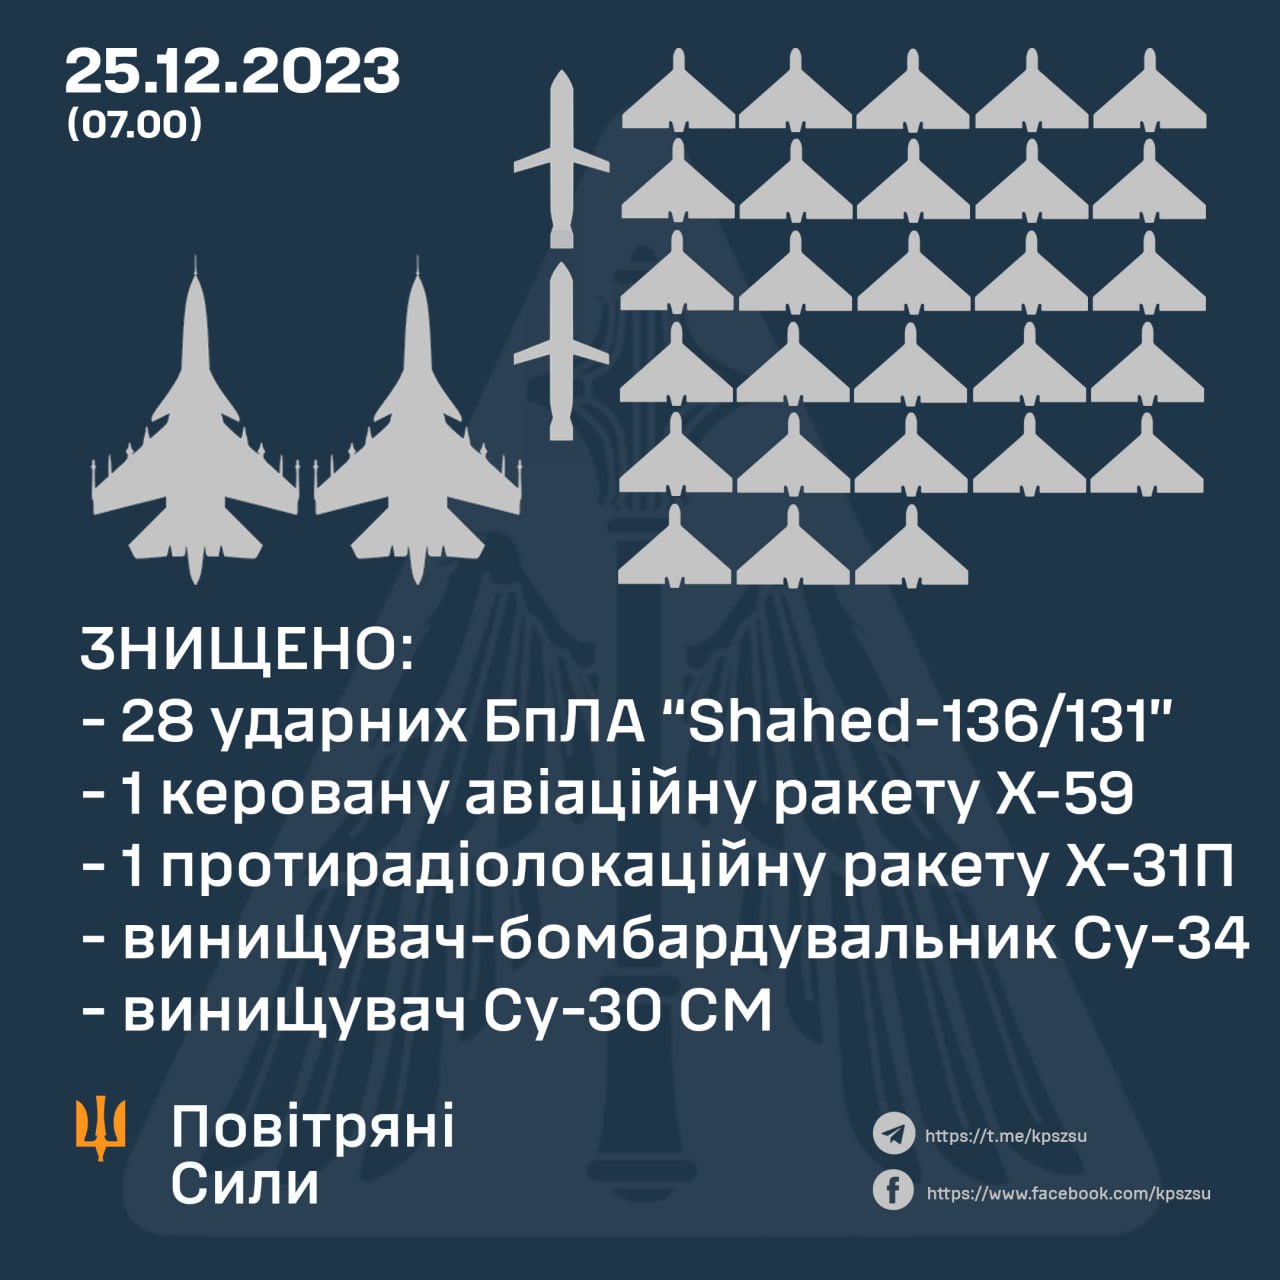 25.12.2023
(07.00)
ЗНИЩЕНО:
- 28 ударних БпЛА “Shahed-136/131”
- 1 керовану авіаційну ракету Х-59
- 1 протирадіолокаційну ракету Х-31П
- винищувач-бомбардувальник Су-34
- винищувач Су-30 СМ
Повітряні
Сили
https://t.me/kpszsu
https://www.facebook.com/kpszsu